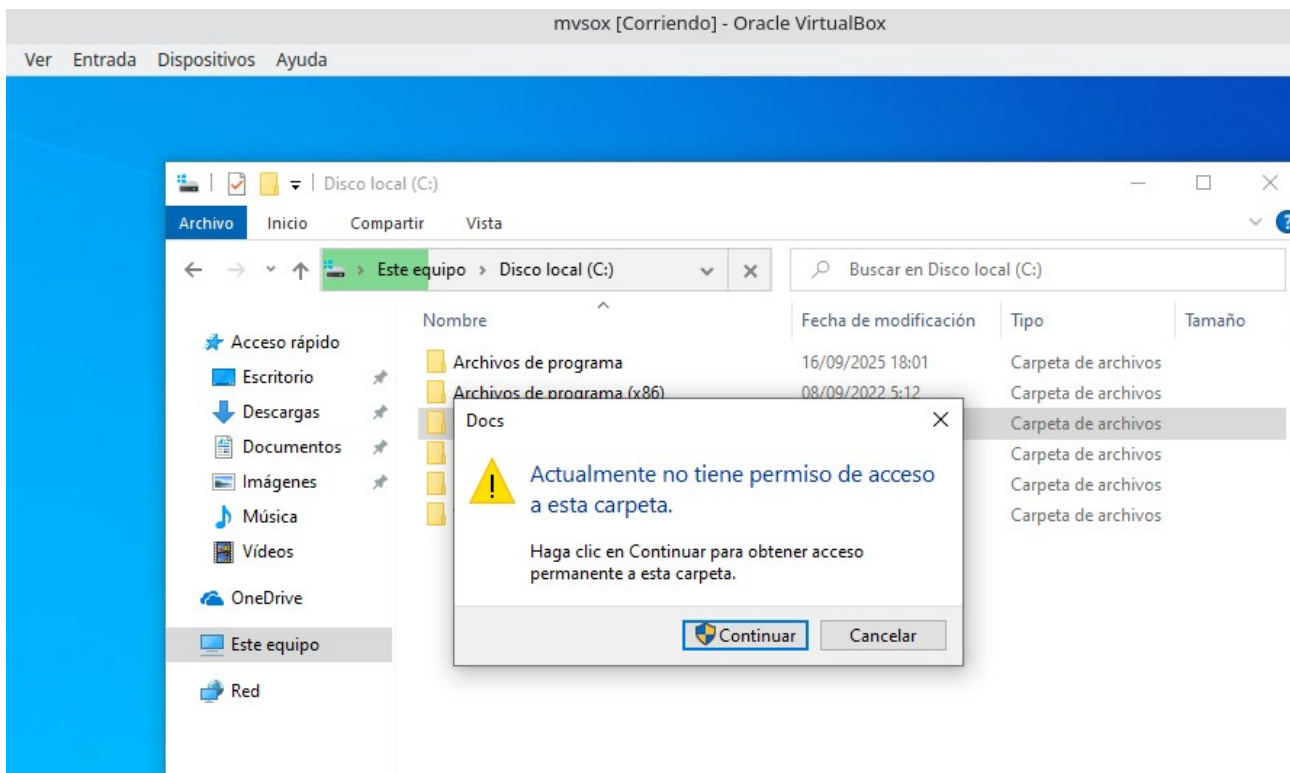 mvsox [Corriendo] - Oracle VirtualBox
Ver Entrada Dispositivos Ayuda
Disco local (C:)
Archivo Inicio Compartir Vista
Este equipo > Disco local (C:) Buscar en Disco local (C:)
Nombre Fecha de modificación Tipo Tamaño
Acceso rápido
Escritorio
Descargas
Documentos
Imágenes
Música
Vídeos
OneDrive
Este equipo
Red
Archivos de programa 16/09/2025 18:01 Carpeta de archivos
Archivos de programa (x86) 08/09/2022 5:12 Carpeta de archivos
Carpeta de archivos
Carpeta de archivos
Carpeta de archivos
Carpeta de archivos
Docs
Actualmente no tiene permiso de acceso
a esta carpeta.
Haga clic en Continuar para obtener acceso
permanente a esta carpeta.
Continuar Cancelar